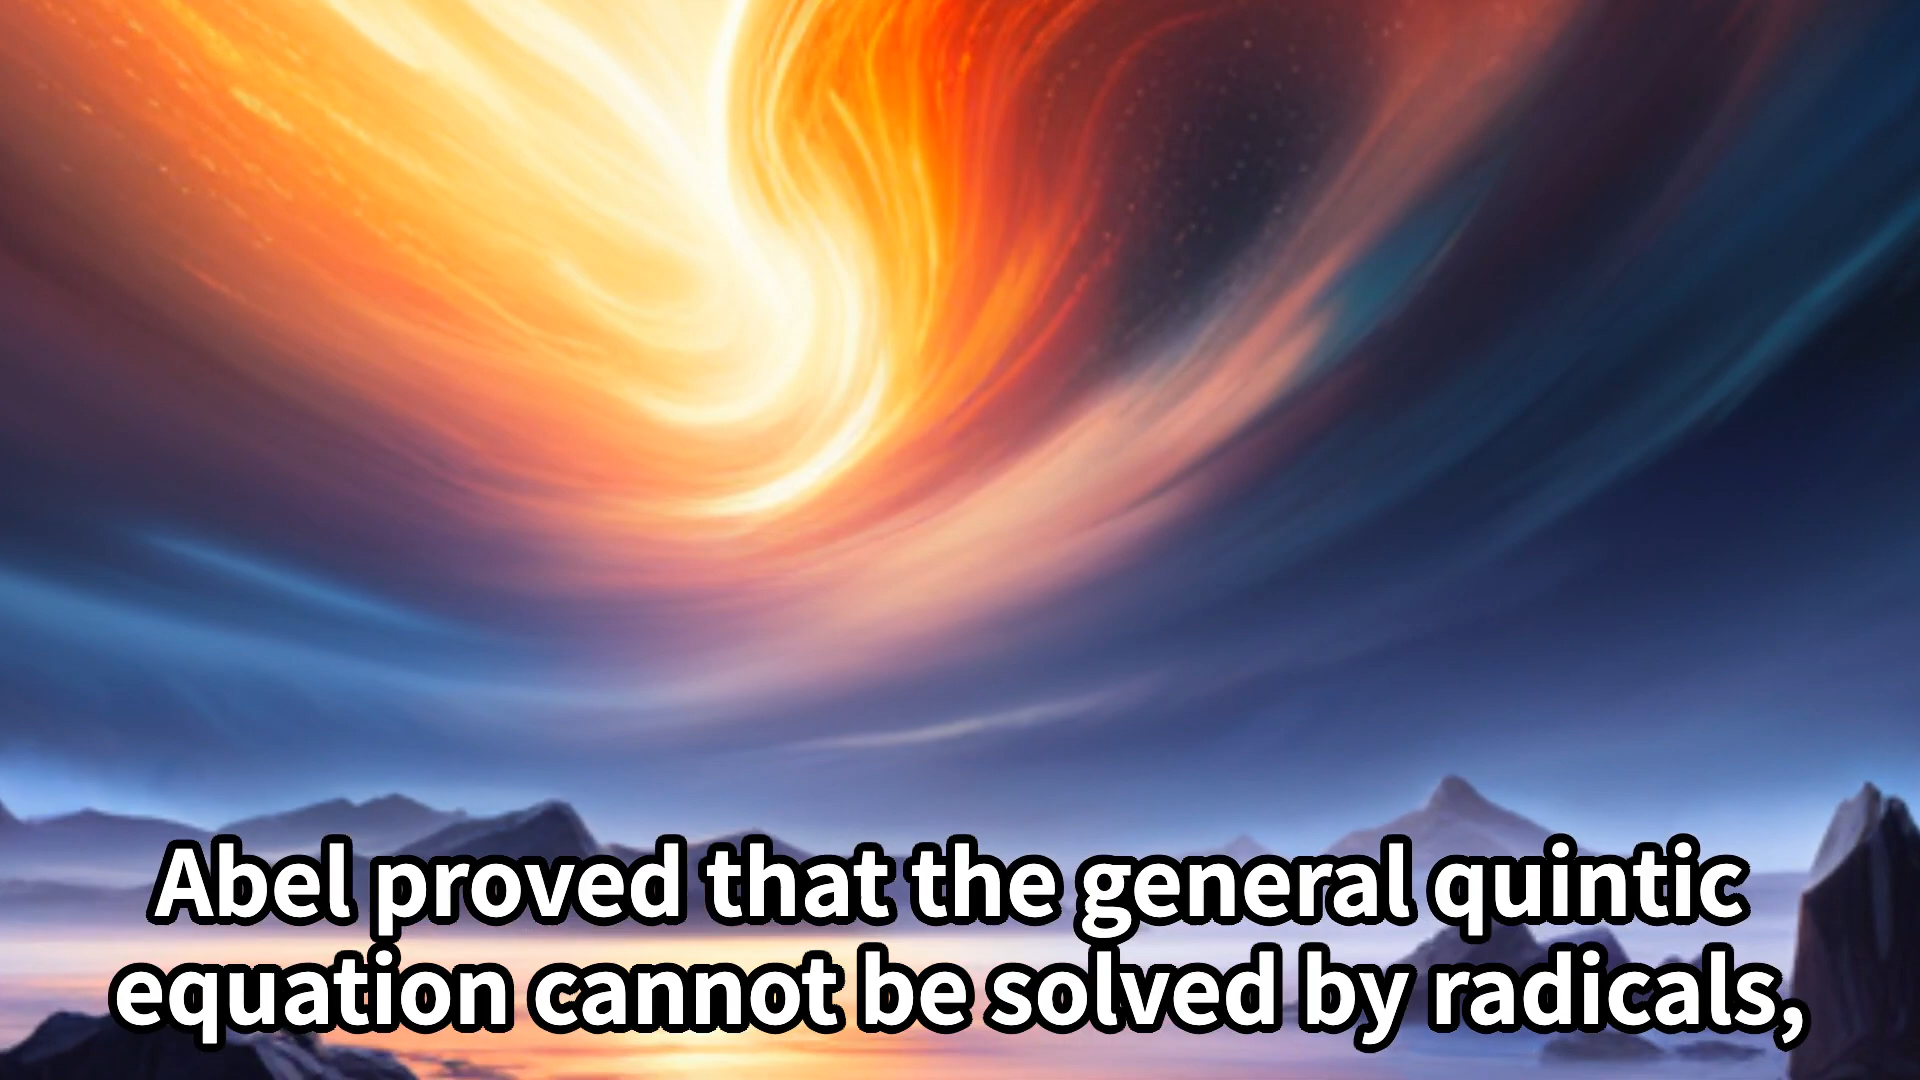 Abel proved that the general quintic
equation cannot be solved by radicals,